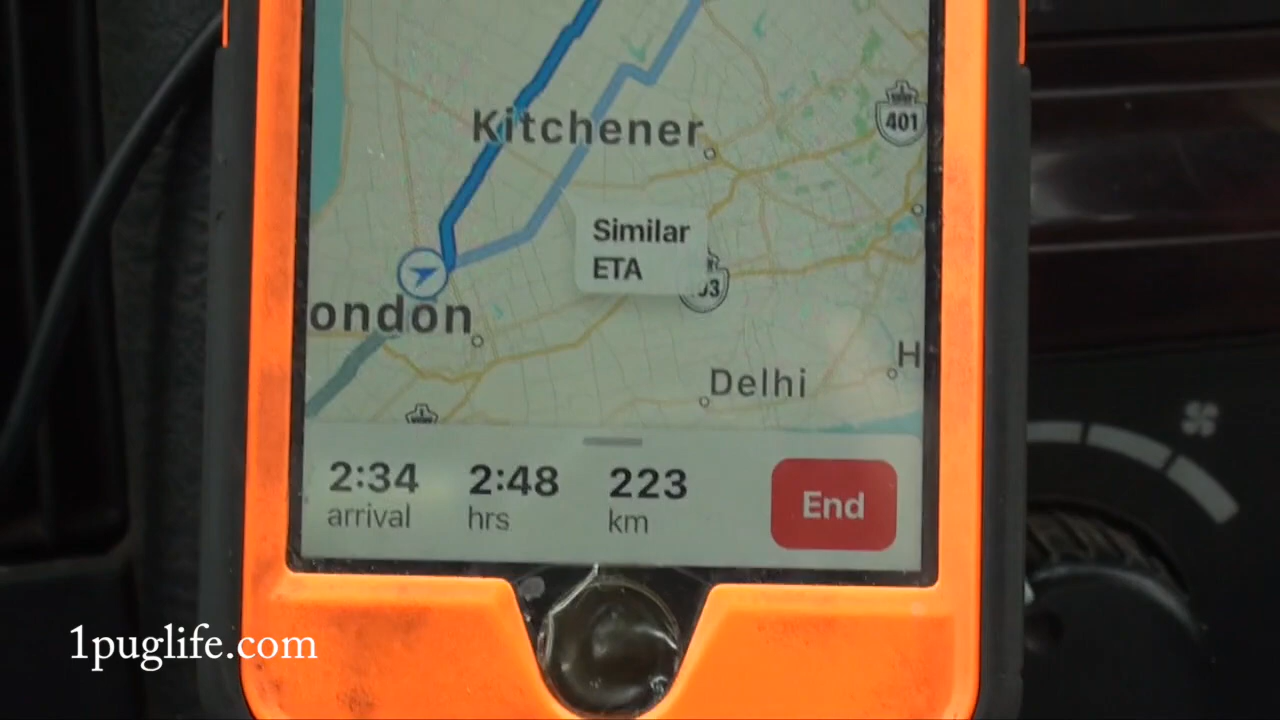 Kitchener
401
Similar
ETA
ondon
Delhi
H
2:34
arrival
2:48
hrs
223
km
End
1puglife.com